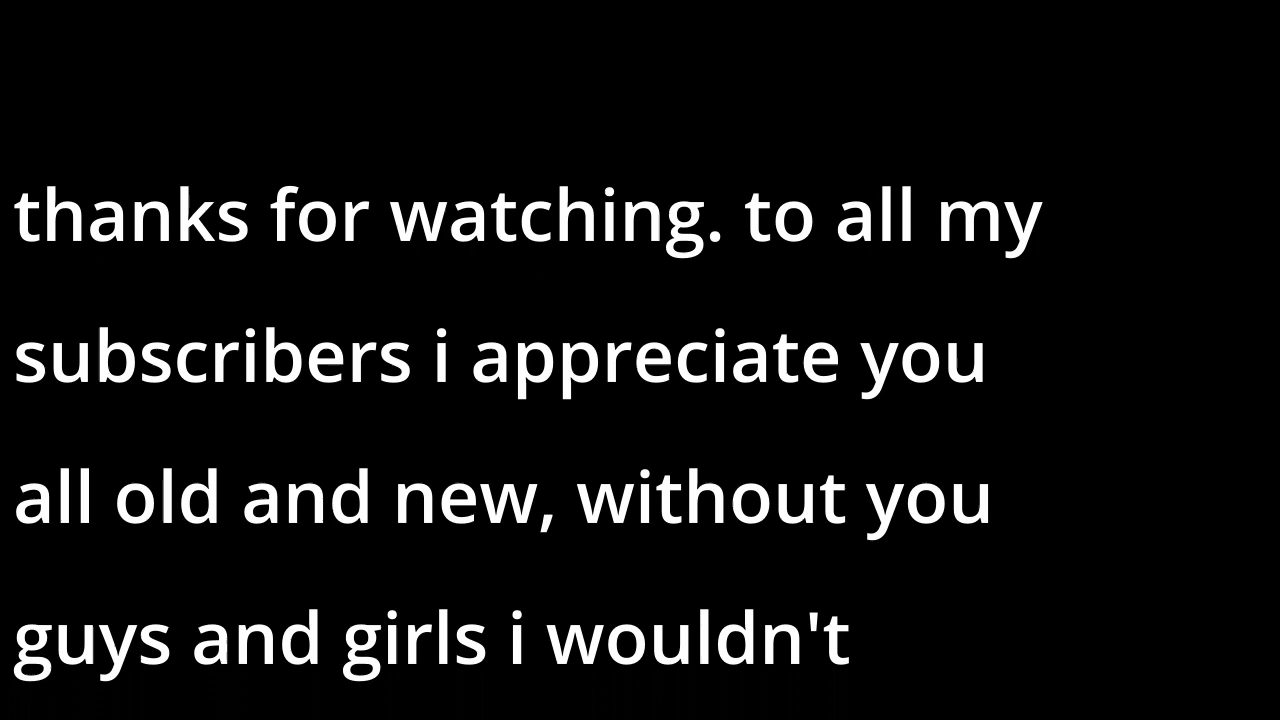 thanks for watching. to all my
subscribers i appreciate you
all old and new, without you
guys and girls i wouldn't